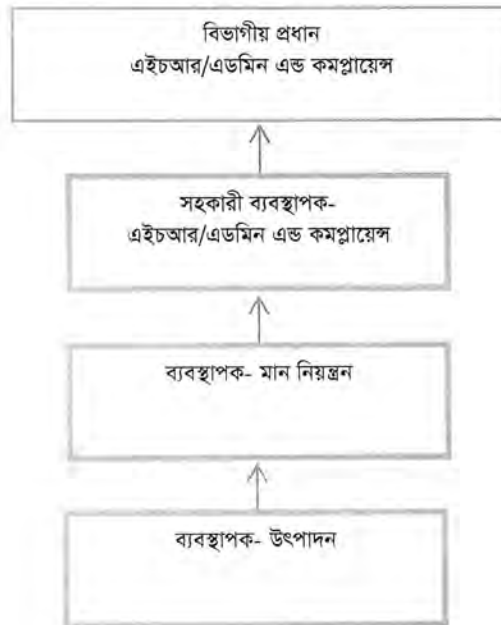 বিভাগীয় প্রধান
এইচআর/এডমিন এন্ড কমপ্লায়েন্স
সহকারী ব্যবস্থাপক-
এইচআর/এডমিন এন্ড কমপ্লায়েন্স
ব্যবস্থাপক- মান নিয়ন্ত্রন
ব্যবস্থাপক- উৎপাদন